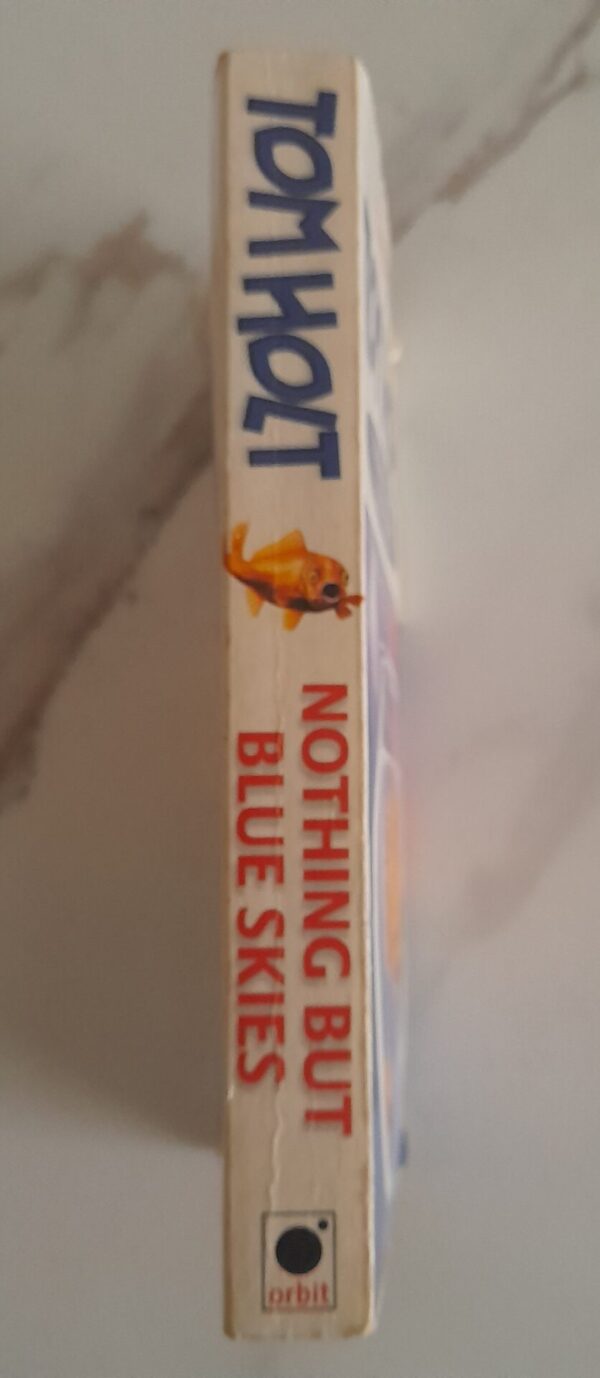 TOM HOLT
NOTHING BUT
BLUE SKIES
orbit